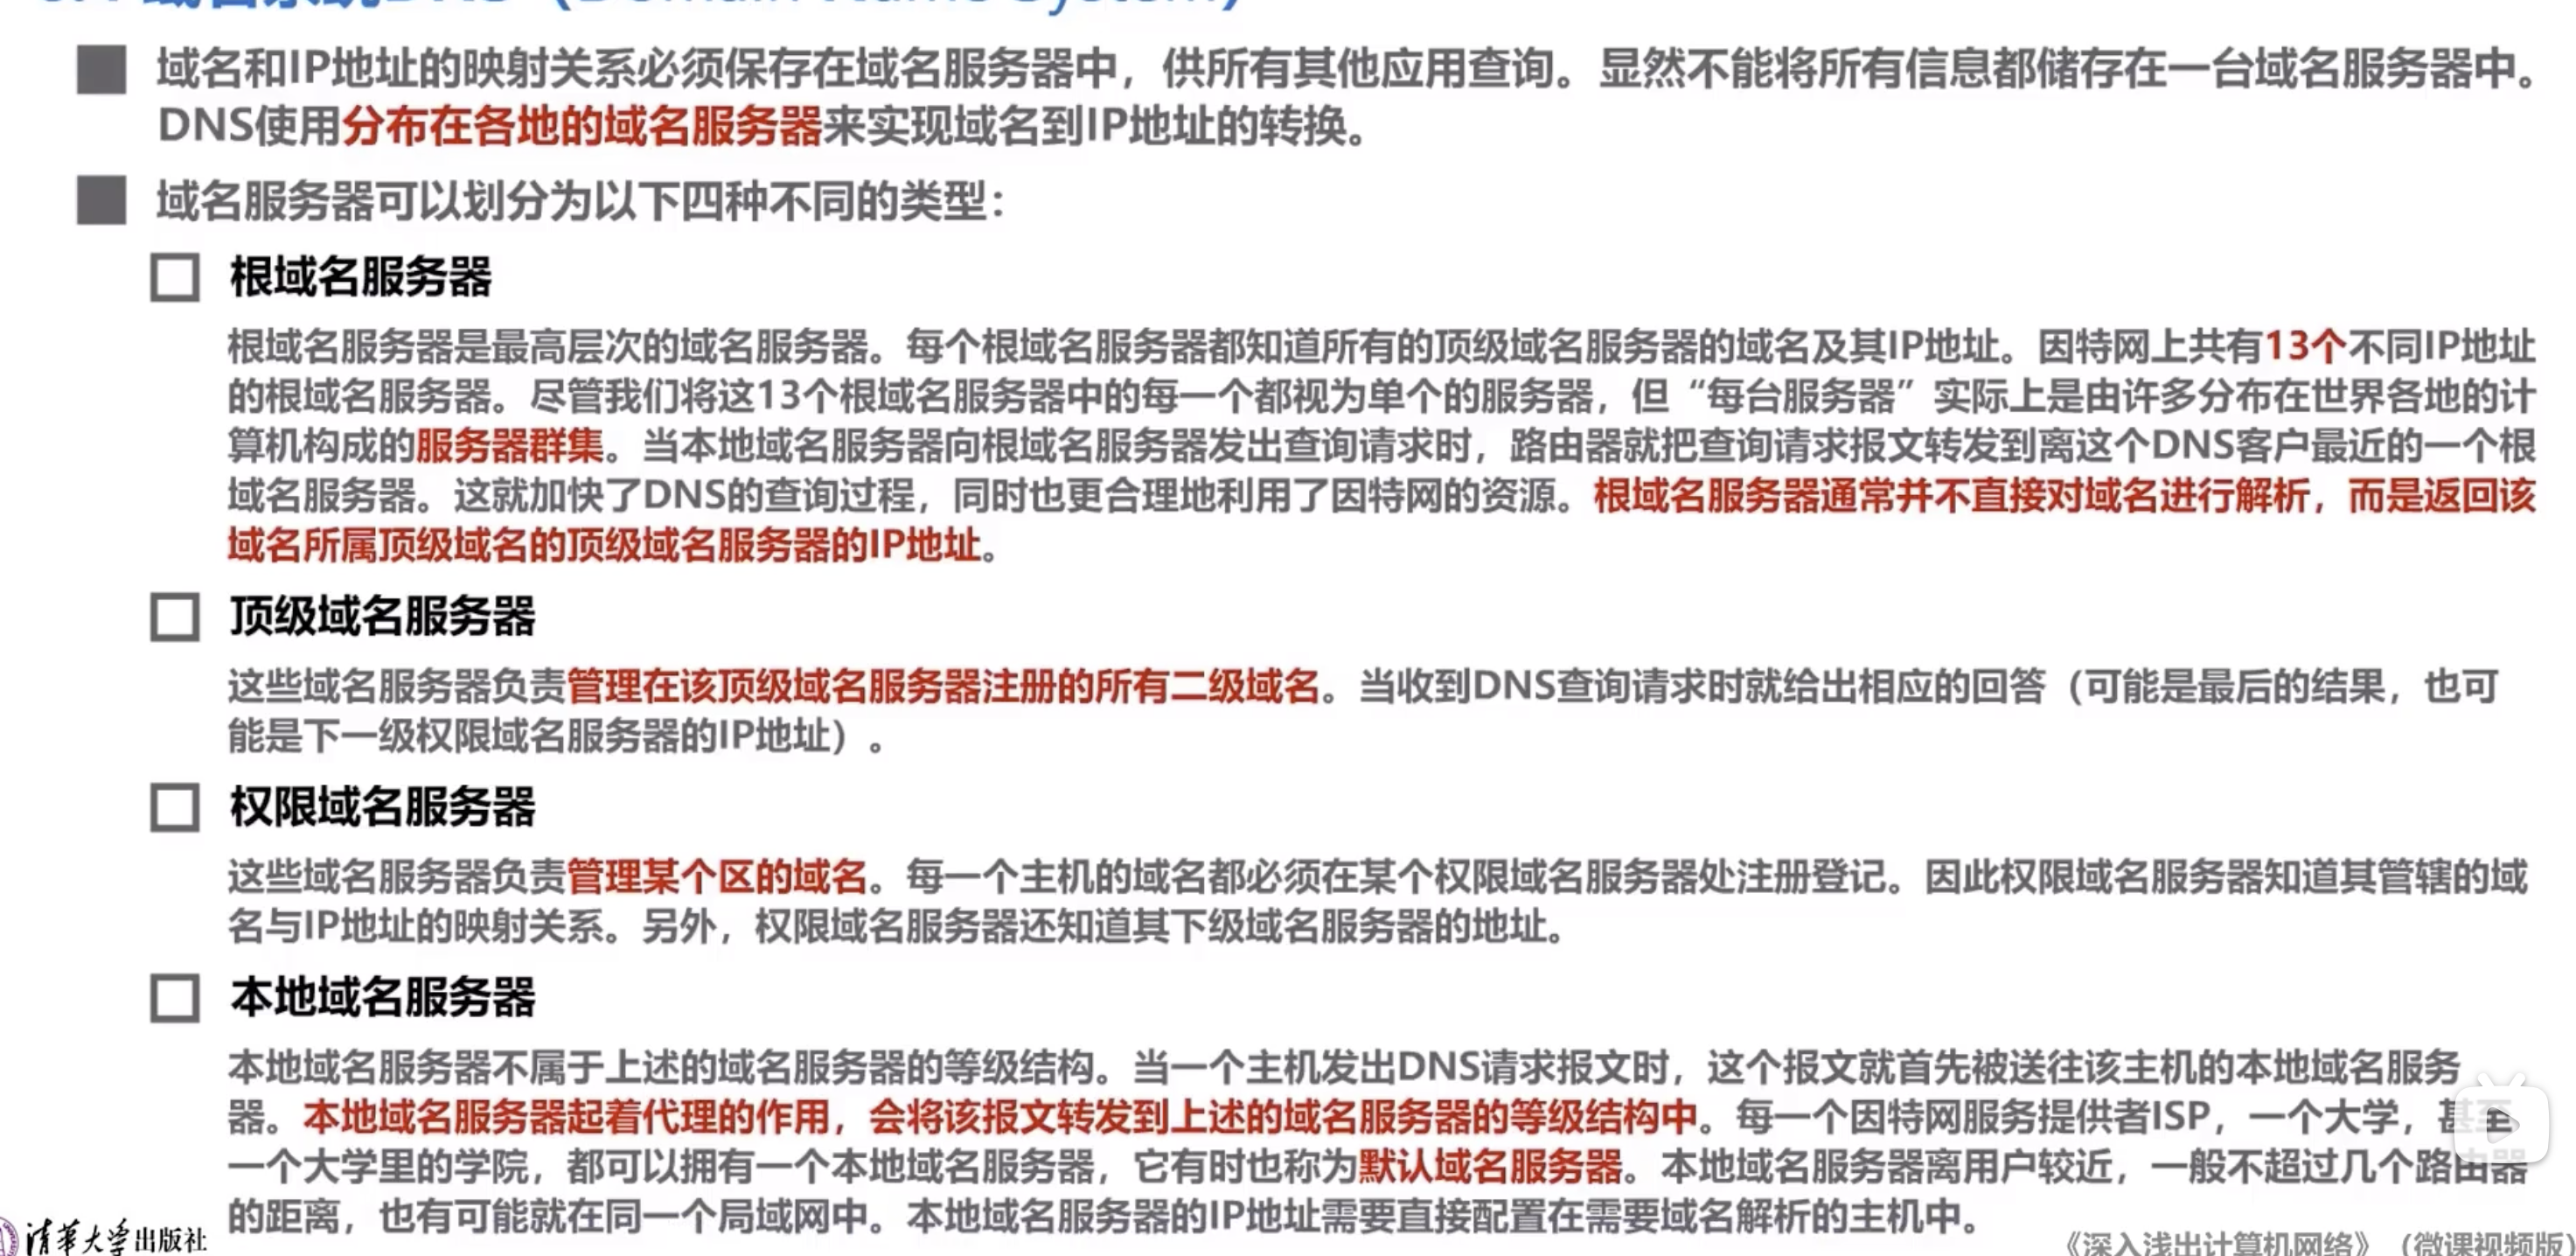 域名系统DNS（Domain Name System）
域名和IP地址的映射关系必须保存在域名服务器中，供所有其他应用查询。显然不能将所有信息都储存在一台域名服务器中。
DNS使用分布在各地的域名服务器来实现域名到IP地址的转换。
域名服务器可以划分为以下四种不同的类型：
根域名服务器
根域名服务器是最高层次的域名服务器。每个根域名服务器都知道所有的顶级域名服务器的域名及其IP地址。因特网上共有13个不同IP地址
的根域名服务器。尽管我们将这13个根域名服务器中的每一个都视为单个的服务器，但“每台服务器”实际上是由许多分布在世界各地的计
算机构成的服务器群集。当本地域名服务器向根域名服务器发出查询请求时，路由器就把查询请求报文转发到离这个DNS客户最近的一个根
域名服务器。这就加快了DNS的查询过程，同时也更合理地利用了因特网的资源。根域名服务器通常并不直接对域名进行解析，而是返回该
域名所属顶级域名的顶级域名服务器的IP地址。
顶级域名服务器
这些域名服务器负责管理在该顶级域名服务器注册的所有二级域名。当收到DNS查询请求时就给出相应的回答（可能是最后的结果，也可
能是下一级权限域名服务器的IP地址）。
权限域名服务器
这些域名服务器负责管理某个区的域名。每一个主机的域名都必须在某个权限域名服务器处注册登记。因此权限域名服务器知道其管辖的域
名与IP地址的映射关系。另外，权限域名服务器还知道其下级域名服务器的地址。
本地域名服务器
本地域名服务器不属于上述的域名服务器的等级结构。当一个主机发出DNS请求报文时，这个报文就首先被送往该主机的本地域名服务
器。本地域名服务器起着代理的作用，会将该报文转发到上述的域名服务器的等级结构中。每一个因特网服务提供者ISP，一个大学，甚至
一个大学里的学院，都可以拥有一个本地域名服务器，它有时也称为默认域名服务器。本地域名服务器离用户较近，一般不超过几个路由器
的距离，也有可能就在同一个局域网中。本地域名服务器的IP地址需要直接配置在需要域名解析的主机中。
清华大学出版社
《深入浅出计算机网络》（微课视频版）